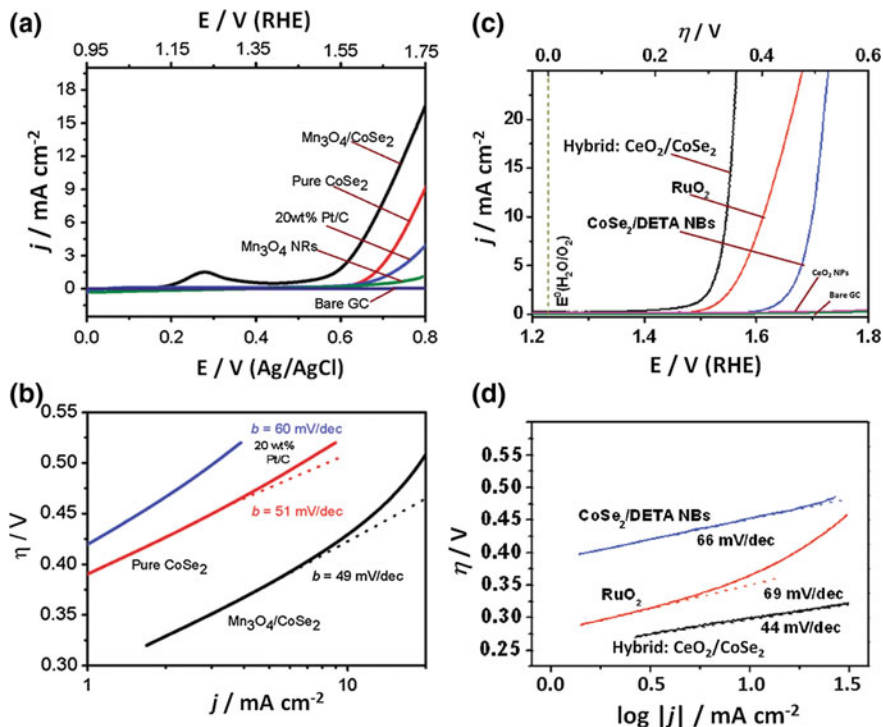 (a)
E / V (RHE)
0.95 1.15 1.35 1.55 1.75
j / mA cm⁻²
18
15
12
9
6
3
0
Mn₃O₄/CoSe₂
Pure CoSe₂
20wt% Pt/C
Mn₃O₄ NRs
Bare GC
0.0 0.2 0.4 0.6 0.8
E / V (Ag/AgCl)
(c)
η / V
0.0 0.2 0.4 0.6
j / mA cm⁻²
20
15
10
5
0
Hybrid: CeO₂/CoSe₂
RuO₂
CoSe₂/DETA NBs
CeO₂ NPs
Bare GC
E⁰(H₂O/O₂)
1.2 1.4 1.6 1.8
E / V (RHE)
(b)
η / V
0.55
0.50
0.45
0.40
0.35
0.30
b = 60 mV/dec
20 wt%
Pt/C
b = 51 mV/dec
Pure CoSe₂
b = 49 mV/dec
Mn₃O₄/CoSe₂
1 10
j / mA cm⁻²
(d)
η / V
0.50
0.45
0.40
0.35
0.30
0.25
CoSe₂/DETA NBs
66 mV/dec
RuO₂
69 mV/dec
44 mV/dec
Hybrid: CeO₂/CoSe₂
0.0 0.5 1.0 1.5
log |j| / mA cm⁻²